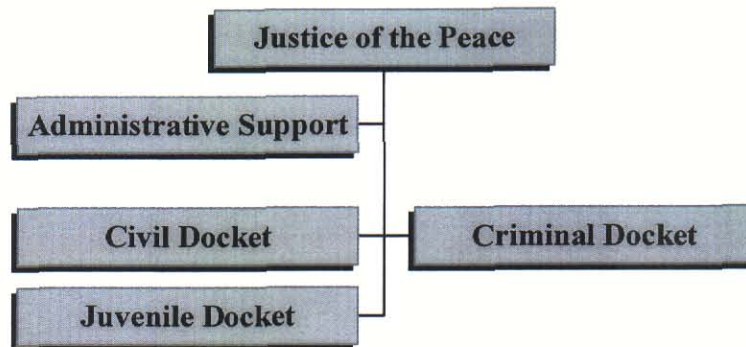 Justice of the Peace
Administrative Support
Civil Docket
Criminal Docket
Juvenile Docket